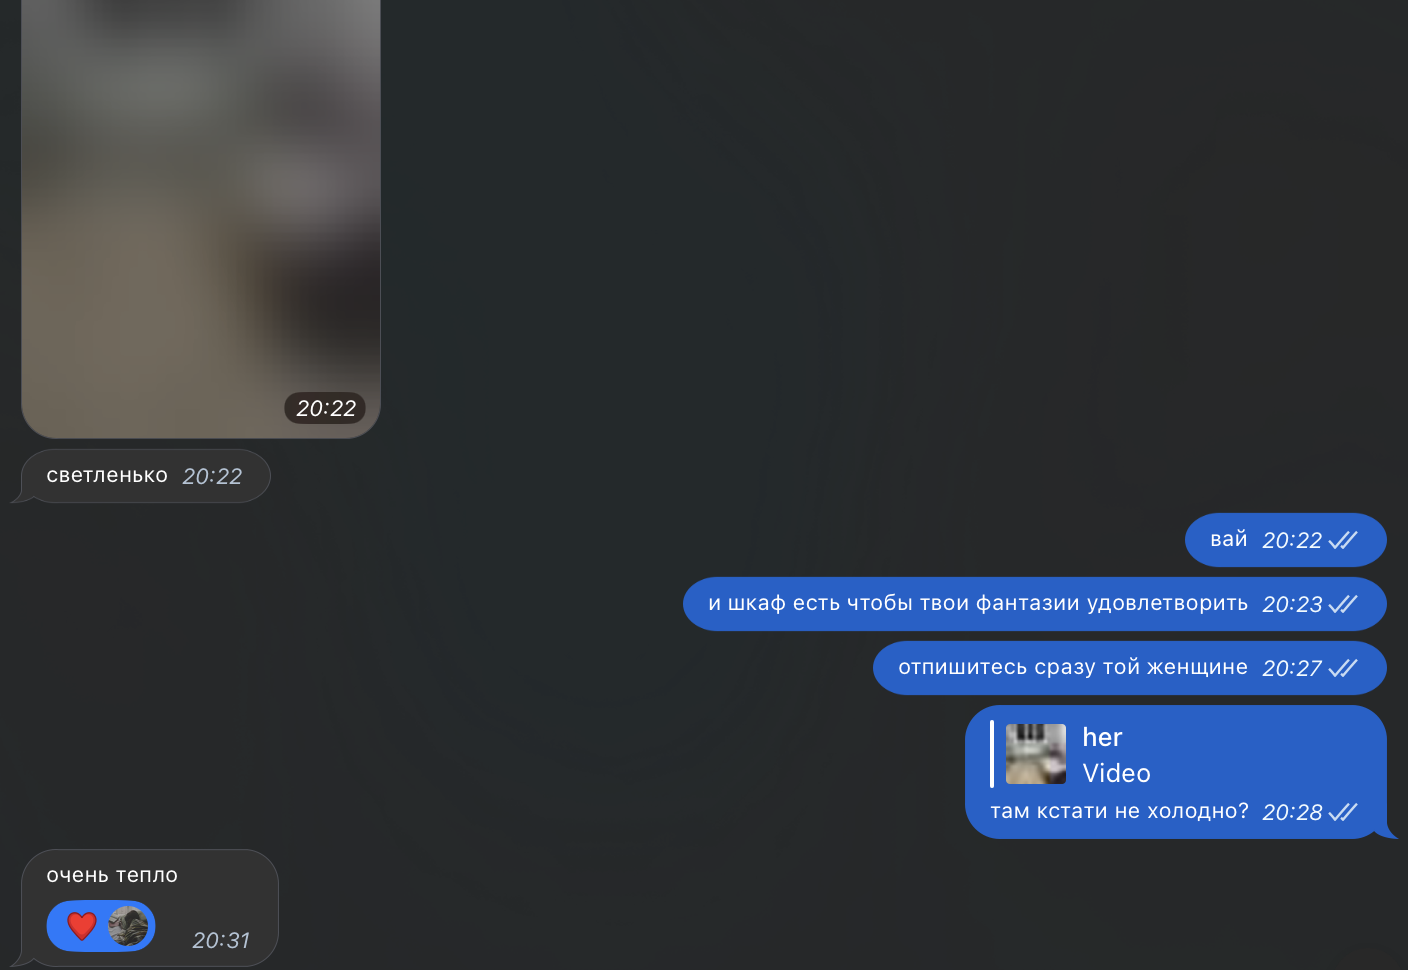 20:22
светленько 20:22
вай 20:22
и шкаф есть чтобы твои фантазии удовлетворить 20:23
отпишитесь сразу той женщине 20:27
her
Video
там кстати не холодно? 20:28
очень тепло
20:31